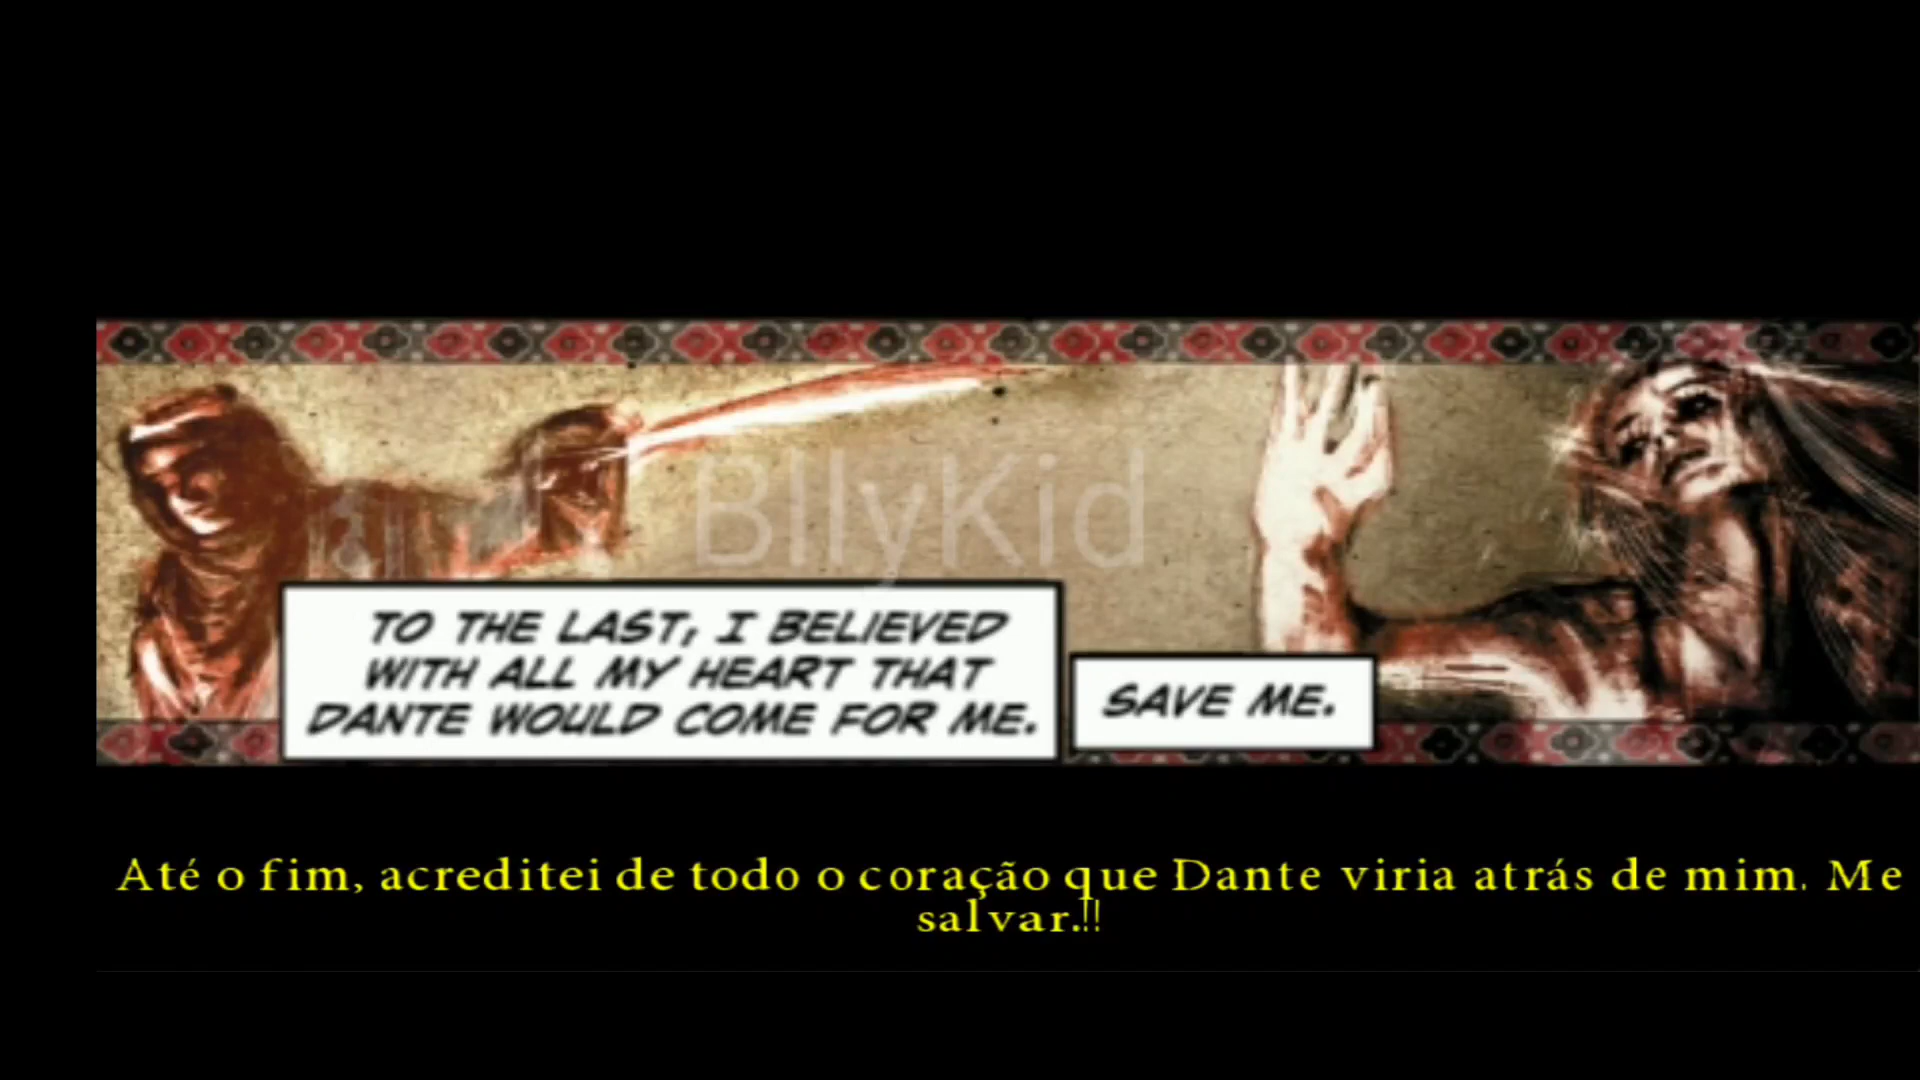 BllyKid
TO THE LAST, I BELIEVED
WITH ALL MY HEART THAT
DANTE WOULD COME FOR ME.
SAVE ME.
Até o fim, acreditei de todo o coração que Dante viria atrás de mim. Me
salvar.!!